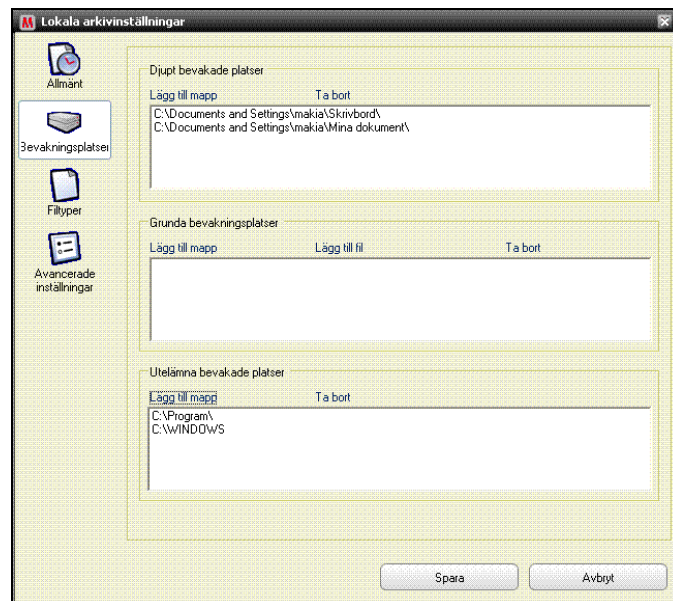 Lokala arkivinställningar
Allmänt
Bevakningsplatser
Filtyper
Avancerade
inställningar
Djupt bevakade platser
Lägg till mapp Ta bort
C:\Documents and Settings\makia\Skrivbord\
C:\Documents and Settings\makia\Mina dokument\
Grunda bevakningsplatser
Lägg till mapp Lägg till fil Ta bort
Utelämna bevakade platser
Lägg till mapp Ta bort
C:\Program\
C:\WINDOWS
Spara Avbryt